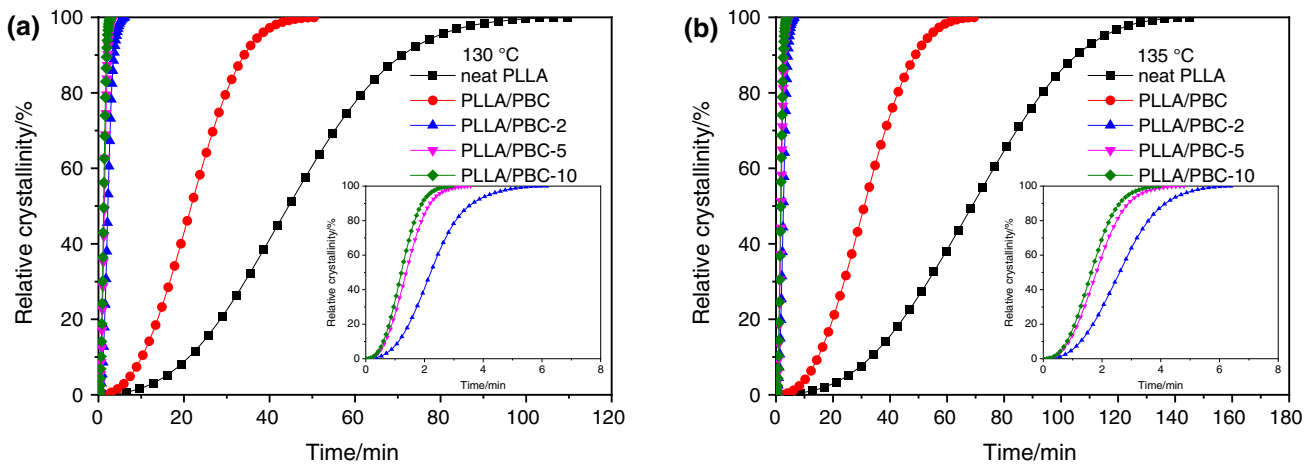 (a)
Relative crystallinity/%
100
80
60
40
20
0
130 °C
neat PLLA
PLLA/PBC
PLLA/PBC-2
PLLA/PBC-5
PLLA/PBC-10
Relative crystallinity/%
100
80
60
40
20
0
0 2 4 6 8
Time/min
0 20 40 60 80 100 120
Time/min
(b)
Relative crystallinity/%
100
80
60
40
20
0
135 °C
neat PLLA
PLLA/PBC
PLLA/PBC-2
PLLA/PBC-5
PLLA/PBC-10
Relative crystallinity/%
100
80
60
40
20
0
0 2 4 6 8
Time/min
0 20 40 60 80 100 120 140 160 180
Time/min